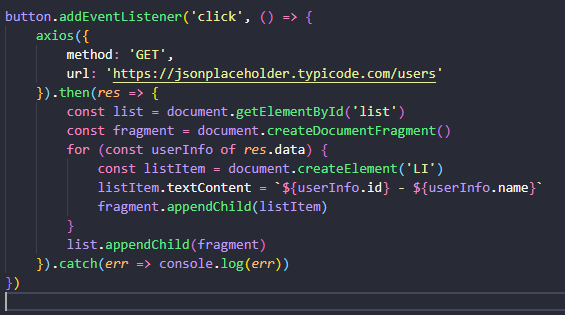 button.addEventListener('click', () => {
    axios({
        method: 'GET',
        url: 'https://jsonplaceholder.typicode.com/users'
    }).then(res => {
        const list = document.getElementById('list')
        const fragment = document.createDocumentFragment()
        for (const userInfo of res.data) {
            const listItem = document.createElement('LI')
            listItem.textContent = `${userInfo.id} - ${userInfo.name}`
            fragment.appendChild(listItem)
        }
        list.appendChild(fragment)
    }).catch(err => console.log(err))
})